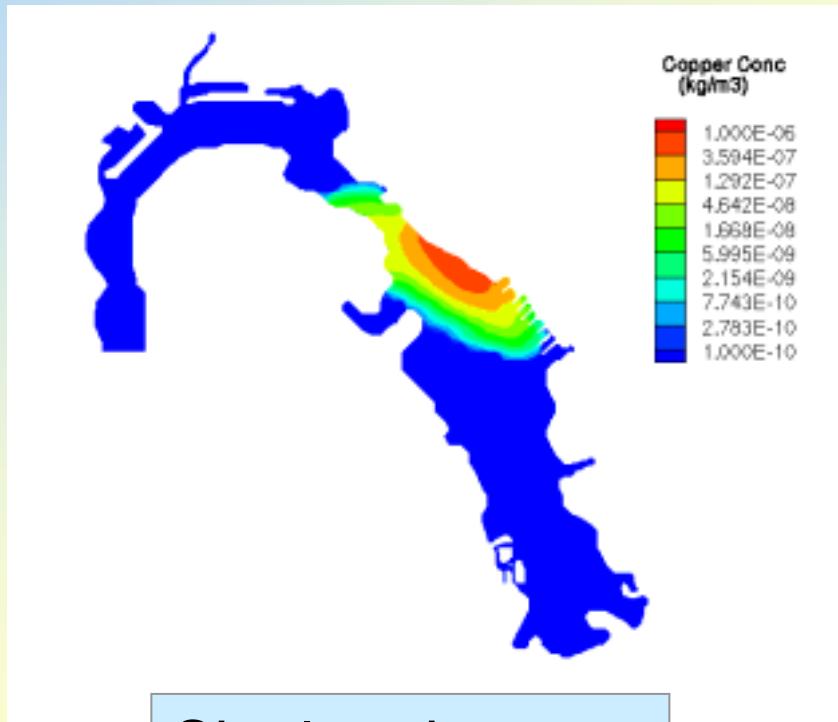 Copper Conc
(kg/m3)
1.000E-06
3.594E-07
1.292E-07
4.642E-08
1.668E-08
5.995E-09
2.154E-09
7.743E-10
2.783E-10
1.000E-10